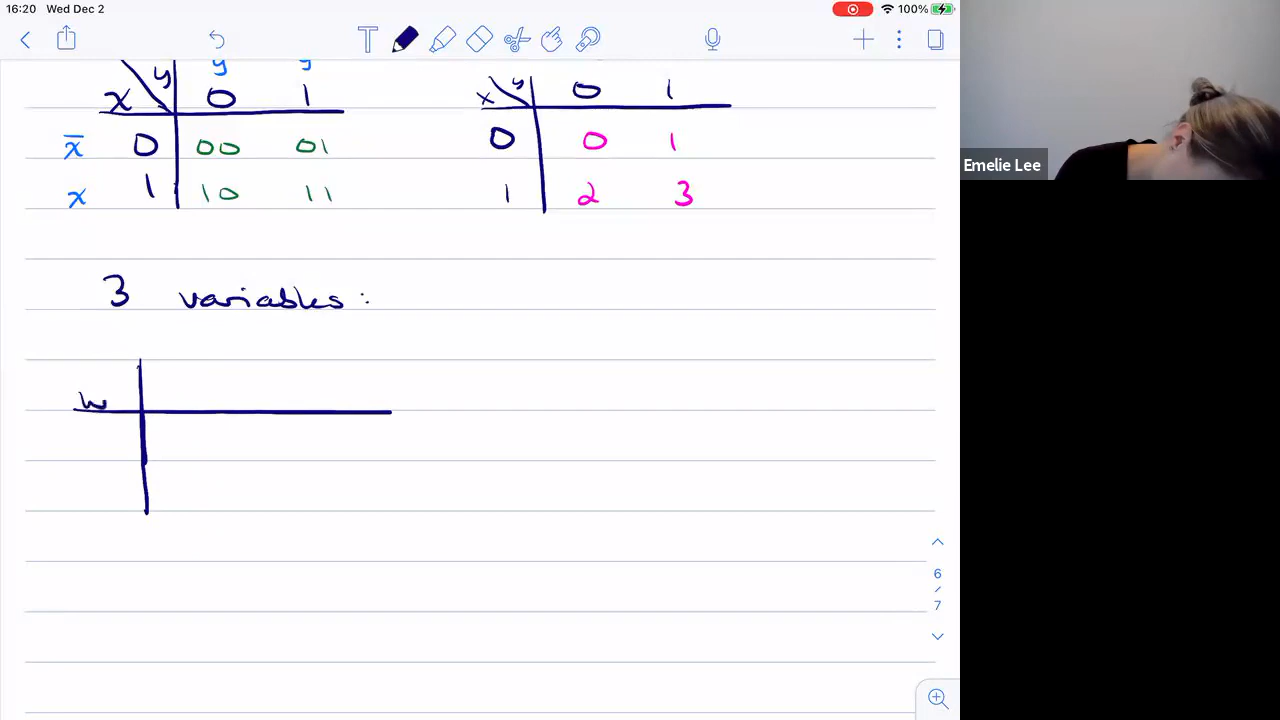 16:20 Wed Dec 2
100%
T
y y y
x 0 1
x̄ 0 00 01
x 1 10 11
y 0 1
x
0 0 1
1 2 3
3 variables:
w
6
/
7
Emelie Lee